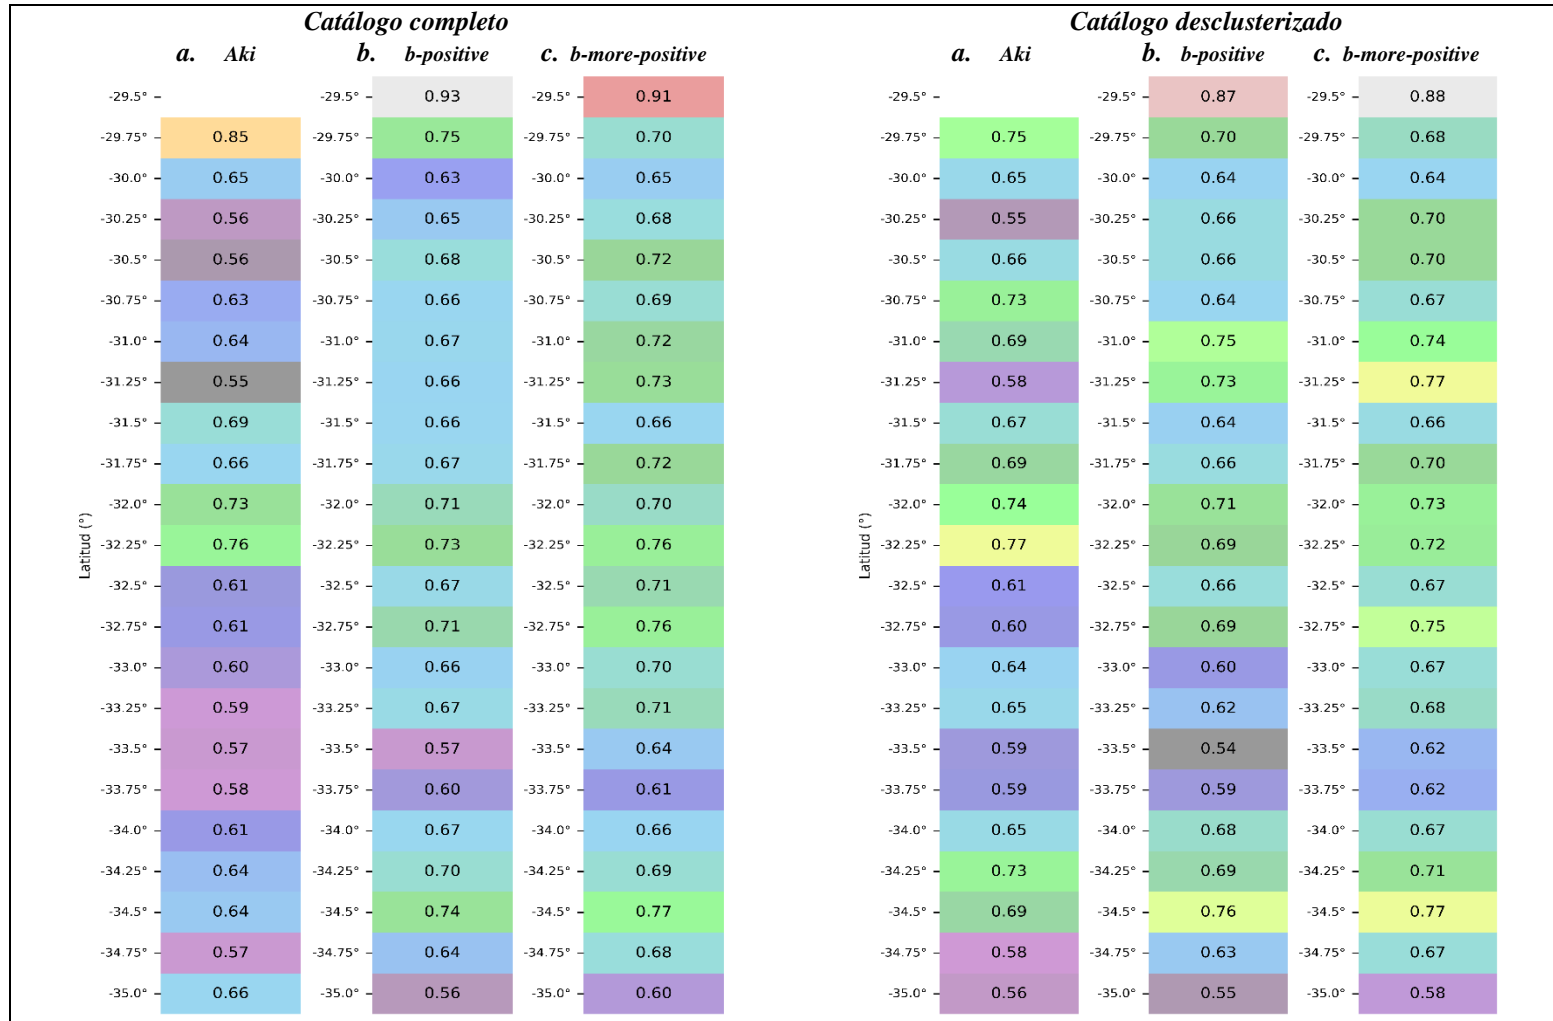 Catálogo completo Catálogo desclusterizado
a. Aki b. b-positive c. b-more-positive a. Aki b. b-positive c. b-more-positive
-29.5° -29.5° 0.93 -29.5° 0.91 -29.5° -29.5° 0.87 -29.5° 0.88
-29.75° 0.85 -29.75° 0.75 -29.75° 0.70 -29.75° 0.75 -29.75° 0.70 -29.75° 0.68
-30.0° 0.65 -30.0° 0.63 -30.0° 0.65 -30.0° 0.65 -30.0° 0.64 -30.0° 0.64
-30.25° 0.56 -30.25° 0.65 -30.25° 0.68 -30.25° 0.55 -30.25° 0.66 -30.25° 0.70
-30.5° 0.56 -30.5° 0.68 -30.5° 0.72 -30.5° 0.66 -30.5° 0.66 -30.5° 0.70
-30.75° 0.63 -30.75° 0.66 -30.75° 0.69 -30.75° 0.73 -30.75° 0.64 -30.75° 0.67
-31.0° 0.64 -31.0° 0.67 -31.0° 0.72 -31.0° 0.69 -31.0° 0.75 -31.0° 0.74
-31.25° 0.55 -31.25° 0.66 -31.25° 0.73 -31.25° 0.58 -31.25° 0.73 -31.25° 0.77
-31.5° 0.69 -31.5° 0.66 -31.5° 0.66 -31.5° 0.67 -31.5° 0.64 -31.5° 0.66
-31.75° 0.66 -31.75° 0.67 -31.75° 0.72 -31.75° 0.69 -31.75° 0.66 -31.75° 0.70
-32.0° 0.73 -32.0° 0.71 -32.0° 0.70 -32.0° 0.74 -32.0° 0.71 -32.0° 0.73
Latitud (°) Latitud (°)
-32.25° 0.76 -32.25° 0.73 -32.25° 0.76 -32.25° 0.77 -32.25° 0.69 -32.25° 0.72
-32.5° 0.61 -32.5° 0.67 -32.5° 0.71 -32.5° 0.61 -32.5° 0.66 -32.5° 0.67
-32.75° 0.61 -32.75° 0.71 -32.75° 0.76 -32.75° 0.60 -32.75° 0.69 -32.75° 0.75
-33.0° 0.60 -33.0° 0.66 -33.0° 0.70 -33.0° 0.64 -33.0° 0.60 -33.0° 0.67
-33.25° 0.59 -33.25° 0.67 -33.25° 0.71 -33.25° 0.65 -33.25° 0.62 -33.25° 0.68
-33.5° 0.57 -33.5° 0.57 -33.5° 0.64 -33.5° 0.59 -33.5° 0.54 -33.5° 0.62
-33.75° 0.58 -33.75° 0.60 -33.75° 0.61 -33.75° 0.59 -33.75° 0.59 -33.75° 0.62
-34.0° 0.61 -34.0° 0.67 -34.0° 0.66 -34.0° 0.65 -34.0° 0.68 -34.0° 0.67
-34.25° 0.64 -34.25° 0.70 -34.25° 0.69 -34.25° 0.73 -34.25° 0.69 -34.25° 0.71
-34.5° 0.64 -34.5° 0.74 -34.5° 0.77 -34.5° 0.69 -34.5° 0.76 -34.5° 0.77
-34.75° 0.57 -34.75° 0.64 -34.75° 0.68 -34.75° 0.58 -34.75° 0.63 -34.75° 0.67
-35.0° 0.66 -35.0° 0.56 -35.0° 0.60 -35.0° 0.56 -35.0° 0.55 -35.0° 0.58